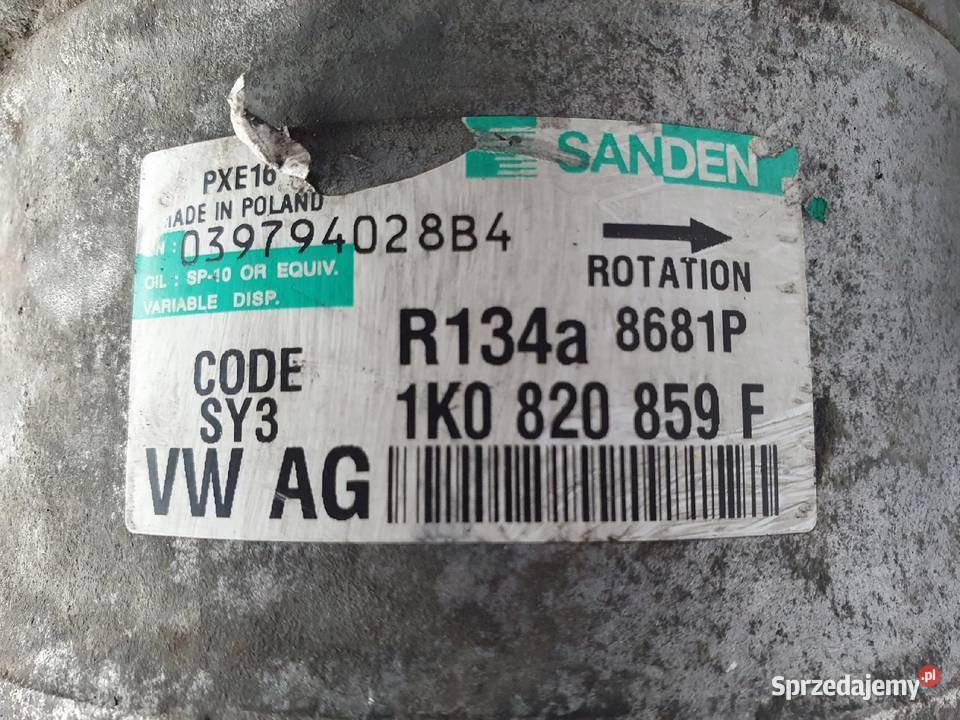 SANDEN
PXE16
MADE IN POLAND
039794028B4
ROTATION
OIL : SP-10 OR EQUIV.
VARIABLE DISP.
R134a 8681P
CODE
SY3
1K0 820 859 F
VW AG
Sprzedajemy.pl